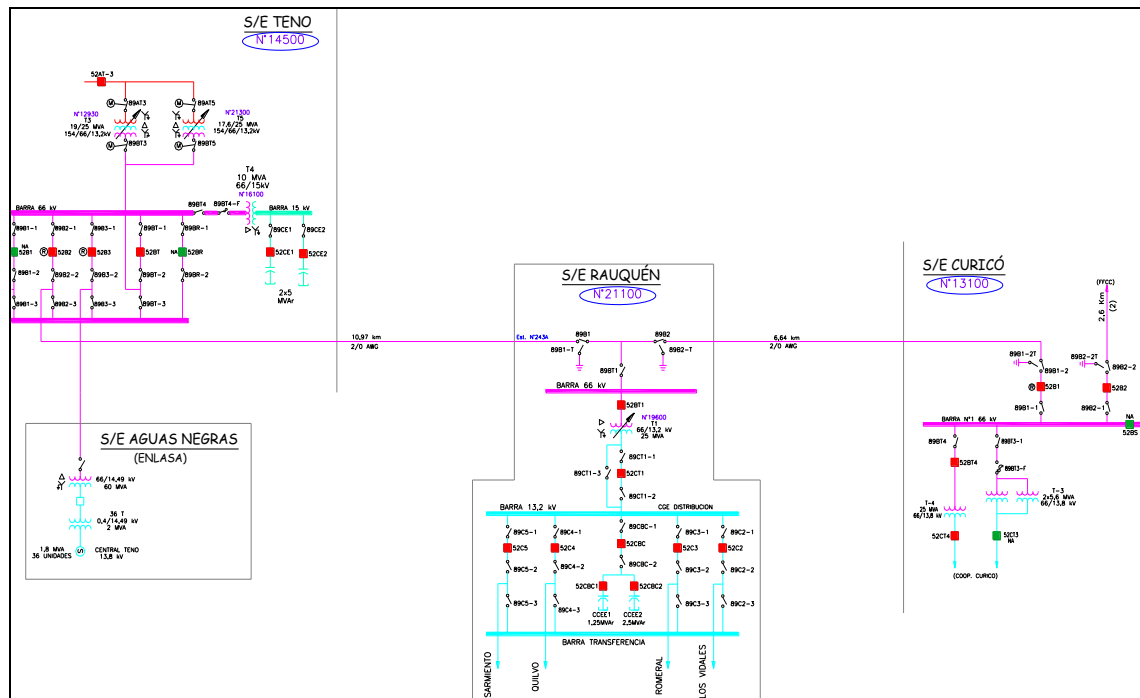 S/E TENO
N°14500
52AT-3
89AT3
89AT5
M
M
N°12930
T3
19/25 MVA
154/66/13,2kV
N°21300
T5
17,6/25 MVA
154/66/13,2kV
89BT3
89BT5
M
M
T4
10 MVA
66/15kV
N°16100
BARRA 66 kV
89BT4
89BT4-F
BARRA 15 kV
89B1-1
89B2-1
89B3-1
89BT-1
89BR-1
89CE1
89CE2
NA
52B1
R
52B2
R
52B3
52BT
NA
52BR
52CE1
52CE2
89B1-2
89B2-2
89B3-2
89BT-2
89BR-2
2x5
MVAr
89B1-3
89B2-3
89B3-3
89BT-3
S/E AGUAS NEGRAS
(ENLASA)
66/14,49 kV
60 MVA
36 T
0,4/14,49 kV
2 MVA
1,8 MVA
36 UNIDADES
S
CENTRAL TENO
13,8 kV
10,97 km
2/0 AWG
S/E RAUQUÉN
N°21100
Est. N°243A
89B1
89B2
89B1-T
89B2-T
89BT1
BARRA 66 kV
52BT1
N°19600
T1
66/13,2 kV
25 MVA
89CT1-1
89CT1-3
52CT1
89CT1-2
BARRA 13,2 kV
CGE DISTRIBUCION
89C5-1
89C4-1
89CBC-1
89C3-1
89C2-1
52C5
52C4
52CBC
52C3
52C2
89C5-2
89C4-2
89CBC-2
89C3-2
89C2-2
52CBC1
52CBC2
89C5-3
89C4-3
CCEE1
1,25MVAr
CCEE2
2,5MVAr
89C3-3
89C2-3
BARRA TRANSFERENCIA
SARMIENTO
QUILVO
ROMERAL
LOS VIDALES
6,64 km
2/0 AWG
S/E CURICÓ
N°13100
(FFCC)
2,6 Km
(2)
89B1-2T
89B2-2T
89B1-2
89B2-2
R
52B1
52B2
89B1-1
89B2-1
BARRA N°1 66 kV
NA
52BS
89BT4
89BT3-1
52BT4
89BT3-F
T-3
2x5,6 MVA
66/13,8 kV
T-4
25 MVA
66/13,8 kV
52CT4
52CT3
NA
(COOP. CURICO)